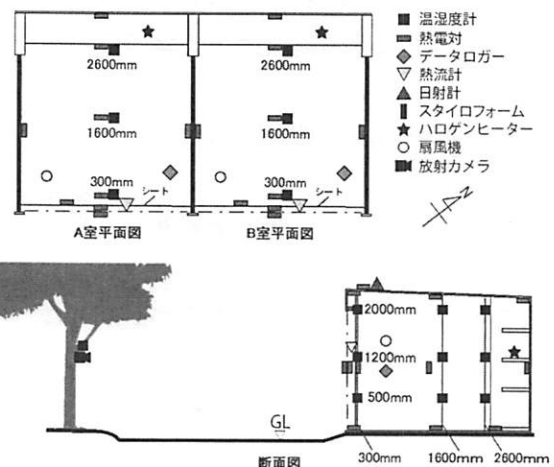 2600mm
1600mm
300mm
シート
A室平面図
2600mm
1600mm
300mm
シート
B室平面図
温湿度計
熱電対
データロガー
熱流計
日射計
スタイロフォーム
ハロゲンヒーター
扇風機
放射カメラ
N
2000mm
1200mm
500mm
GL
断面図
300mm
1600mm
2600mm